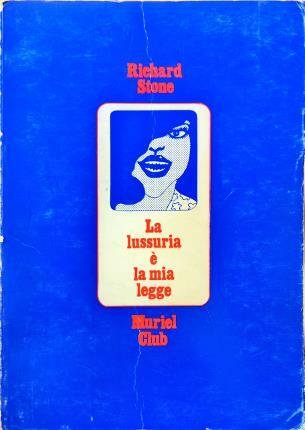 Richard
Stone
La
lussuria
è
la mia
legge
Muriel
Club